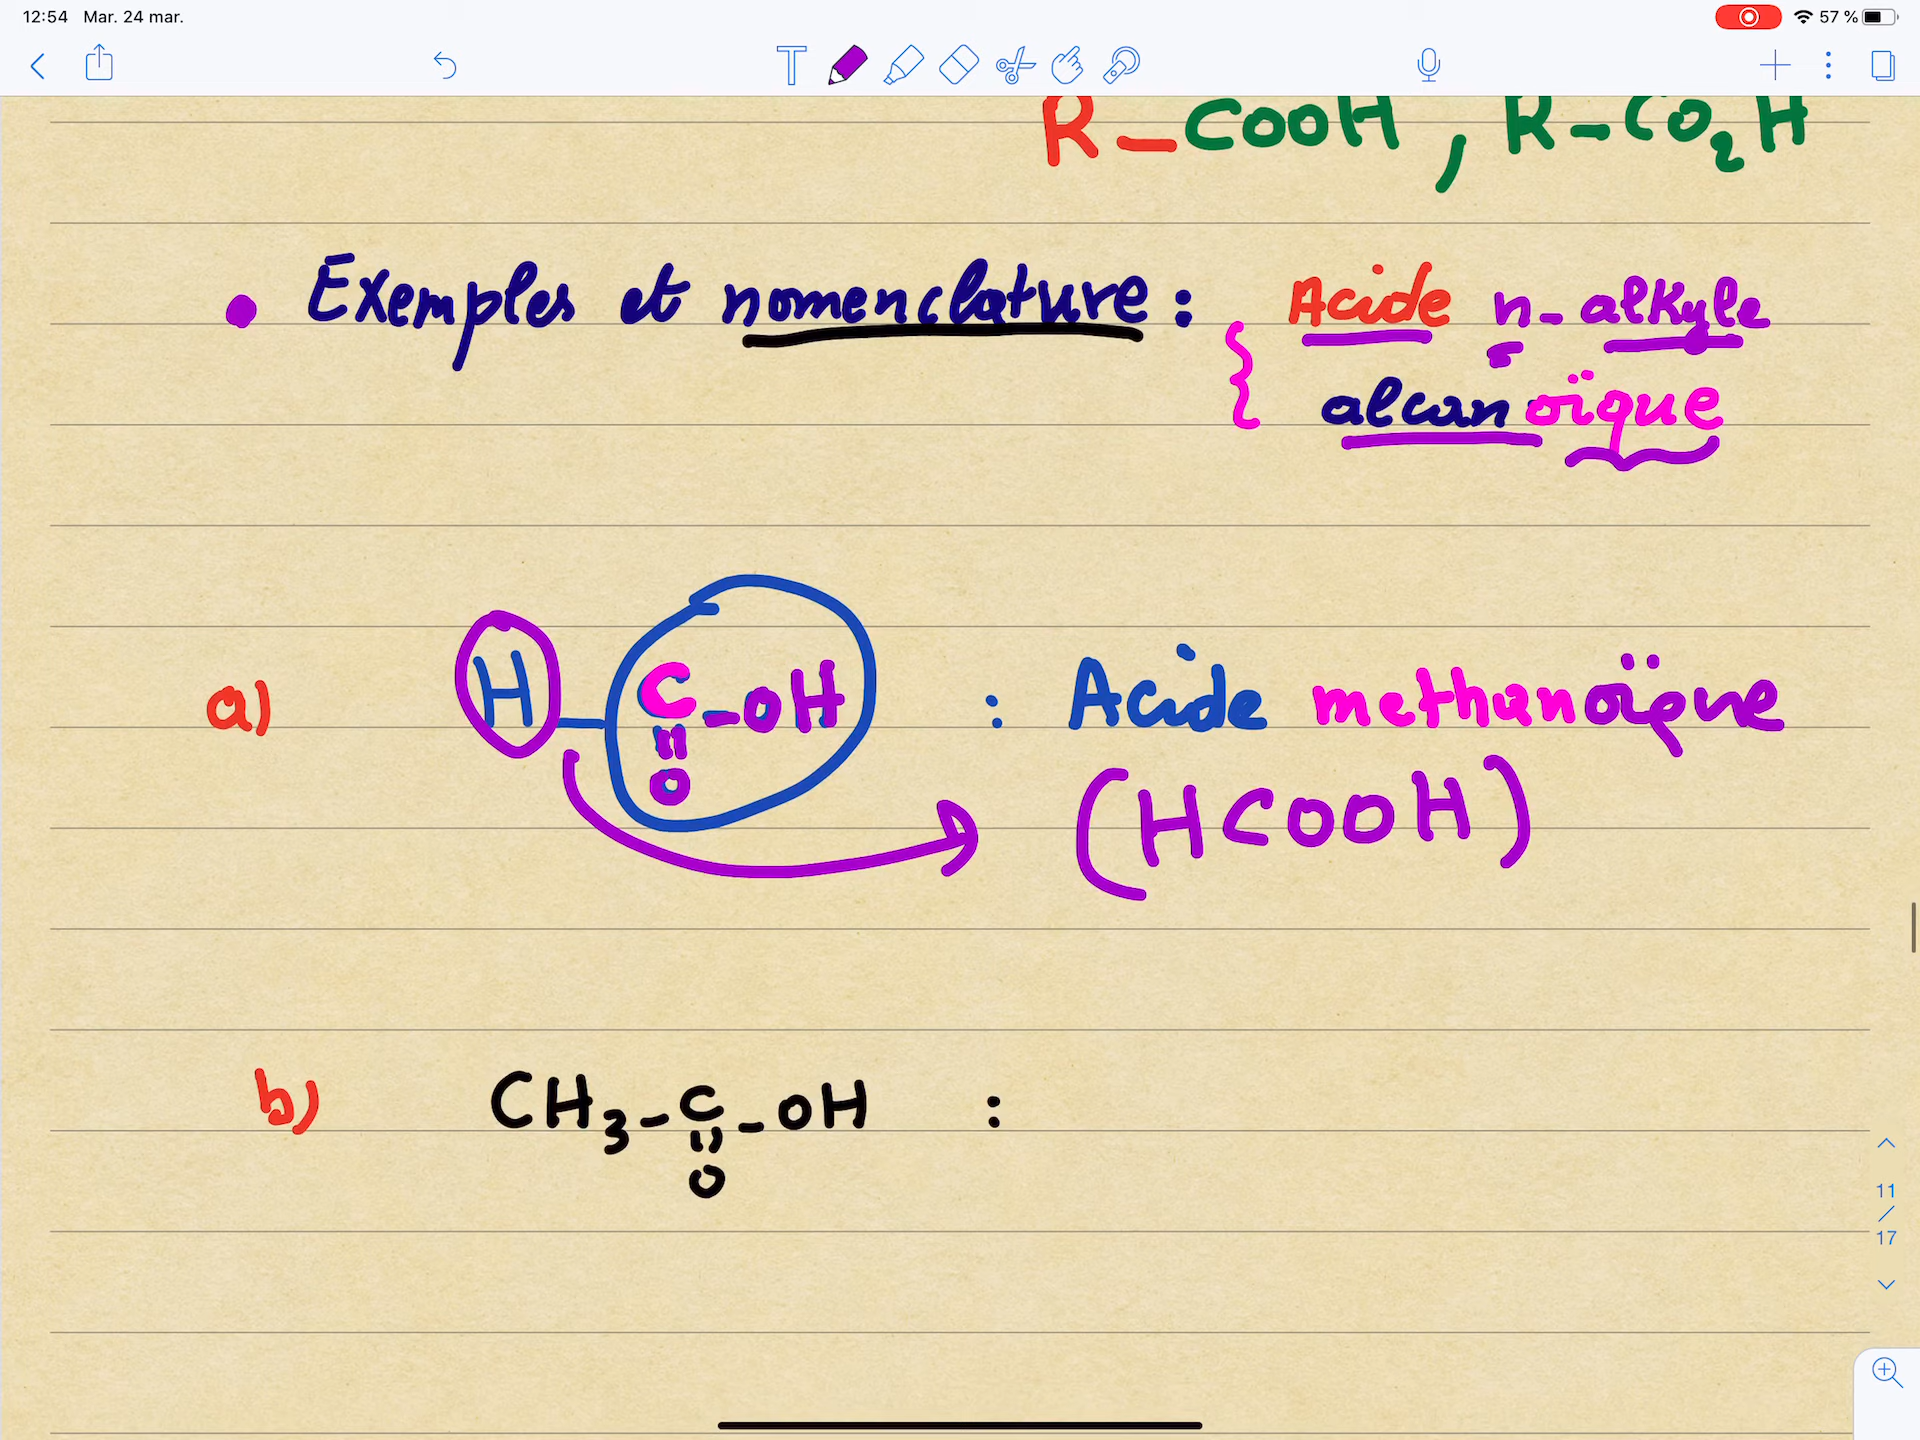 12:54 Mar. 24 mar. 57 %
R-COOH, R-CO₂H
• Exemples et nomenclature : Acide n-alkyle
alcanoïque
a) H-C-OH : Acide methanoïque
O (HCOOH)
b) CH₃-C-OH :
O
11
/
17